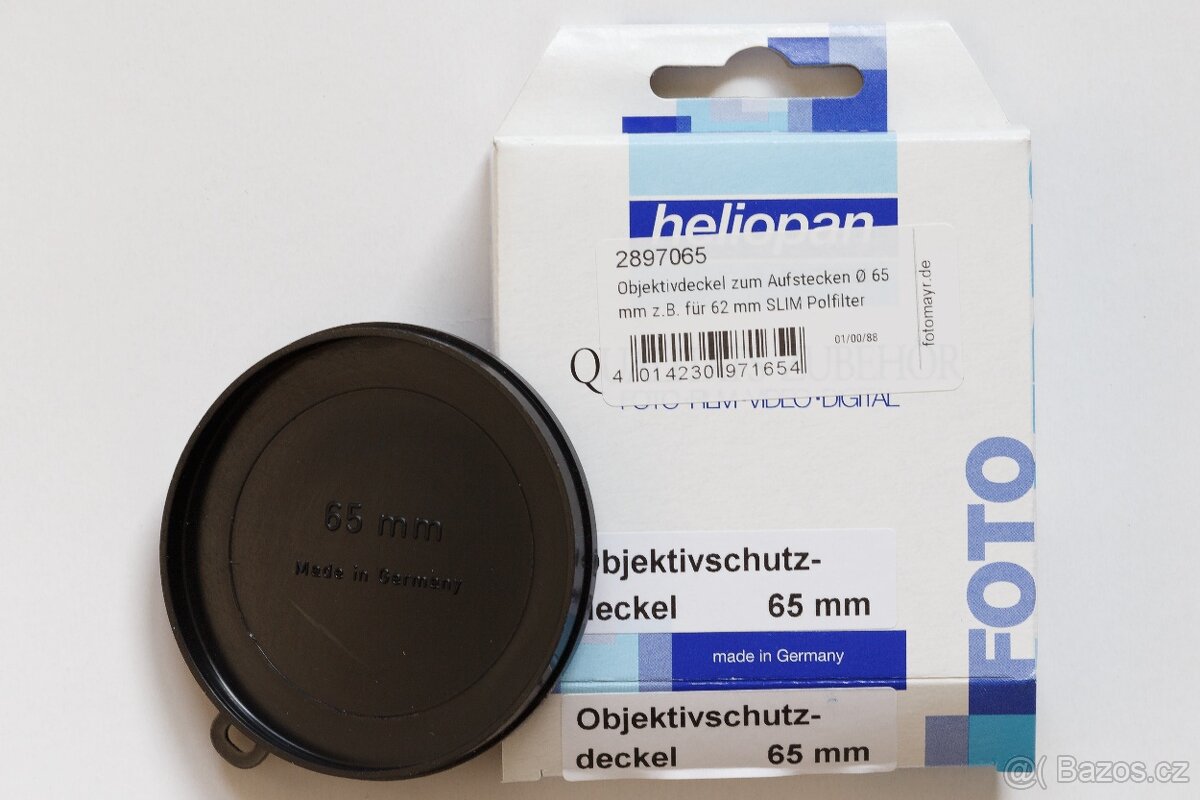 heliopan
2897065
Objektivdeckel zum Aufstecken Ø 65
mm z.B. für 62 mm SLIM Polfilter
01/00/88
4 014230 971654
fotomayr.de
FOTO•FILM•VIDEO•DIGITAL
FOTO
65 mm
Made in Germany
Objektivschutz-
deckel 65 mm
made in Germany
Objektivschutz-
deckel 65 mm
@( Bazos.cz